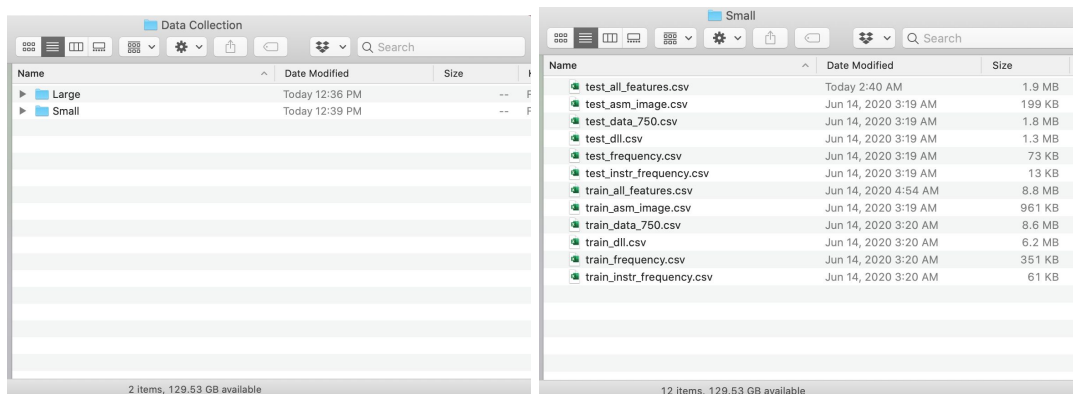 Data Collection
Search
Name Date Modified Size
Large Today 12:36 PM --
Small Today 12:39 PM --
2 items, 129.53 GB available
Small
Search
Name Date Modified Size
test_all_features.csv Today 2:40 AM 1.9 MB
test_asm_image.csv Jun 14, 2020 3:19 AM 199 KB
test_data_750.csv Jun 14, 2020 3:19 AM 1.8 MB
test_dll.csv Jun 14, 2020 3:19 AM 1.3 MB
test_frequency.csv Jun 14, 2020 3:19 AM 73 KB
test_instr_frequency.csv Jun 14, 2020 3:19 AM 13 KB
train_all_features.csv Jun 14, 2020 4:54 AM 8.8 MB
train_asm_image.csv Jun 14, 2020 3:19 AM 961 KB
train_data_750.csv Jun 14, 2020 3:20 AM 8.6 MB
train_dll.csv Jun 14, 2020 3:20 AM 6.2 MB
train_frequency.csv Jun 14, 2020 3:20 AM 351 KB
train_instr_frequency.csv Jun 14, 2020 3:20 AM 61 KB
12 items, 129.53 GB available